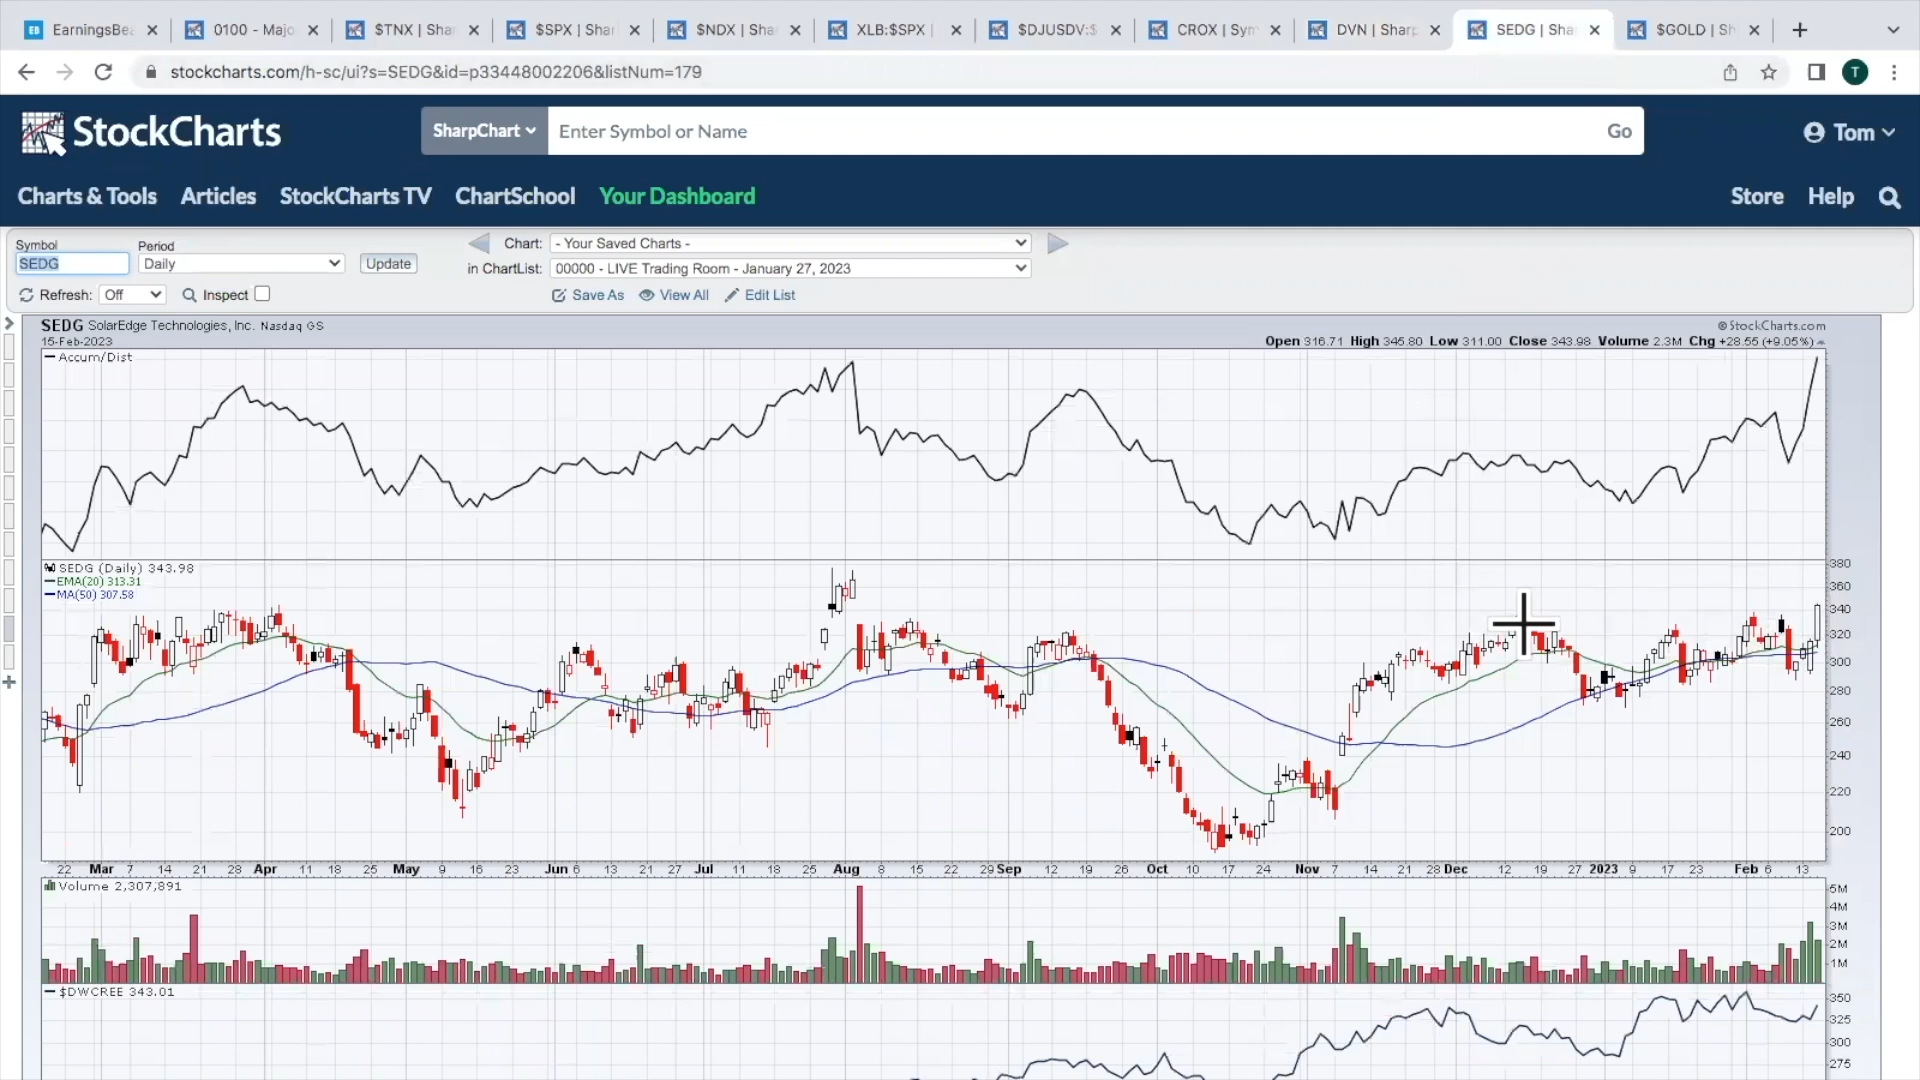 EarningsBea
0100 - Majo
$TNX | Shar
$SPX | Shar
$NDX | Sha
XLB:$SPX |
$DJUSDV:$
CROX | Sym
DVN | Sharp
SEDG | Sha
$GOLD | Sh
stockcharts.com/h-sc/ui?s=SEDG&id=p33448002206&listNum=179
T
StockCharts
SharpChart
Enter Symbol or Name
Go
Tom
Charts & Tools Articles StockCharts TV ChartSchool Your Dashboard
Store Help
Symbol
Period
SEDG
Daily
Update
Chart: - Your Saved Charts -
in ChartList: 00000 - LIVE Trading Room - January 27, 2023
Refresh: Off Inspect
Save As View All Edit List
SEDG SolarEdge Technologies, Inc. Nasdaq GS
© StockCharts.com
15-Feb-2023
Open 316.71 High 345.80 Low 311.00 Close 343.98 Volume 2.3M Chg +28.55 (+9.05%)
Accum/Dist
SEDG (Daily) 343.98
EMA(20) 313.31
MA(50) 307.58
380
360
340
320
300
280
260
240
220
200
22 Mar 7 14 21 28 Apr 11 18 25 May 9 16 23 Jun 6 13 21 27 Jul 11 18 25 Aug 8 15 22 29 Sep 12 19 26 Oct 10 17 24 Nov 7 14 21 28 Dec 12 19 27 2023 9 17 23 Feb 6 13
Volume 2,307,891
5M
4M
3M
2M
1M
$DWCREE 343.01
350
325
300
275